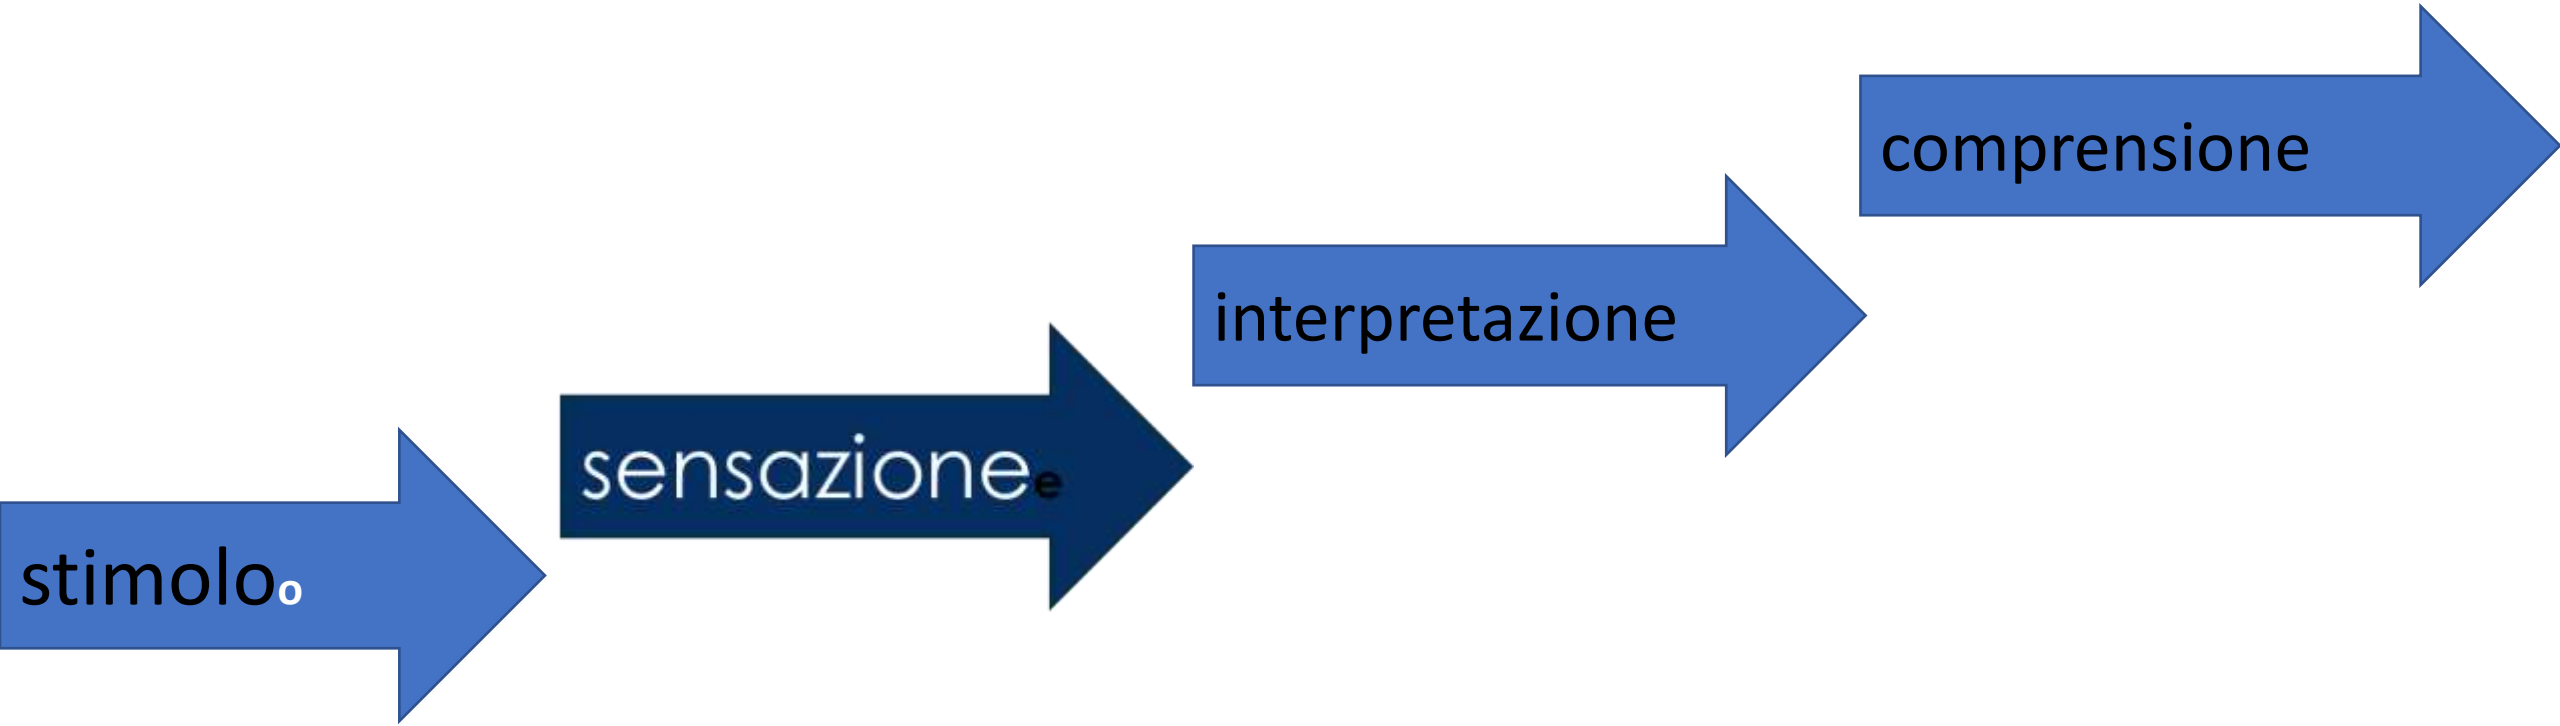 stimoloo
sensazionee
interpretazione
comprensione